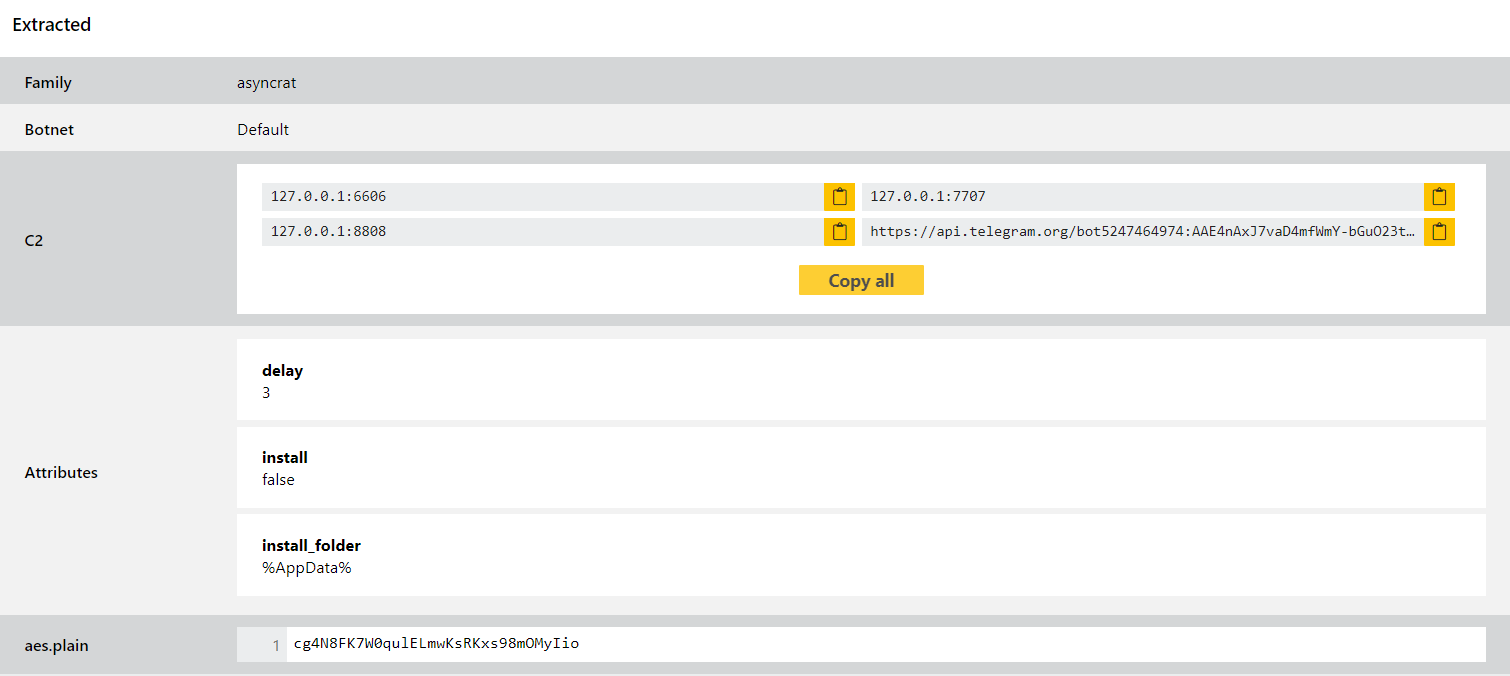 Extracted
Family asyncrat
Botnet Default
C2
127.0.0.1:6606 127.0.0.1:7707
127.0.0.1:8808 https://api.telegram.org/bot5247464974:AAE4nAxJ7vaD4mfWmY-bGuO23t…
Copy all
Attributes
delay
3
install
false
install_folder
%AppData%
aes.plain 1 cg4N8FK7W0qulELmwKsRKxs98mOMyIio